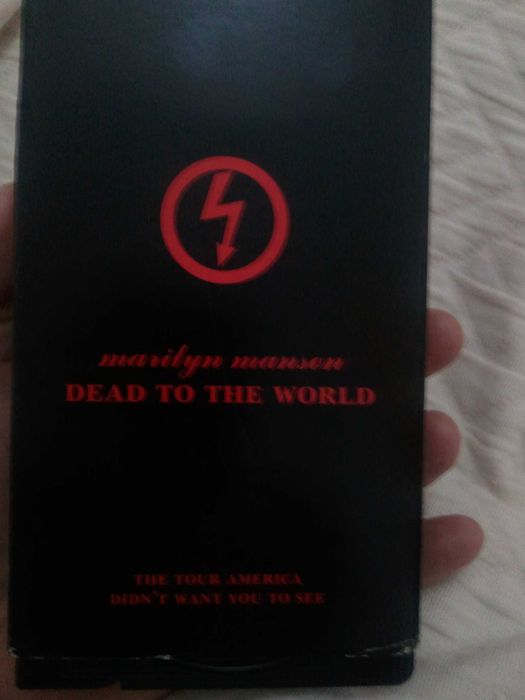 marilyn manson
DEAD TO THE WORLD
THE TOUR AMERICA
DIDN'T WANT YOU TO SEE